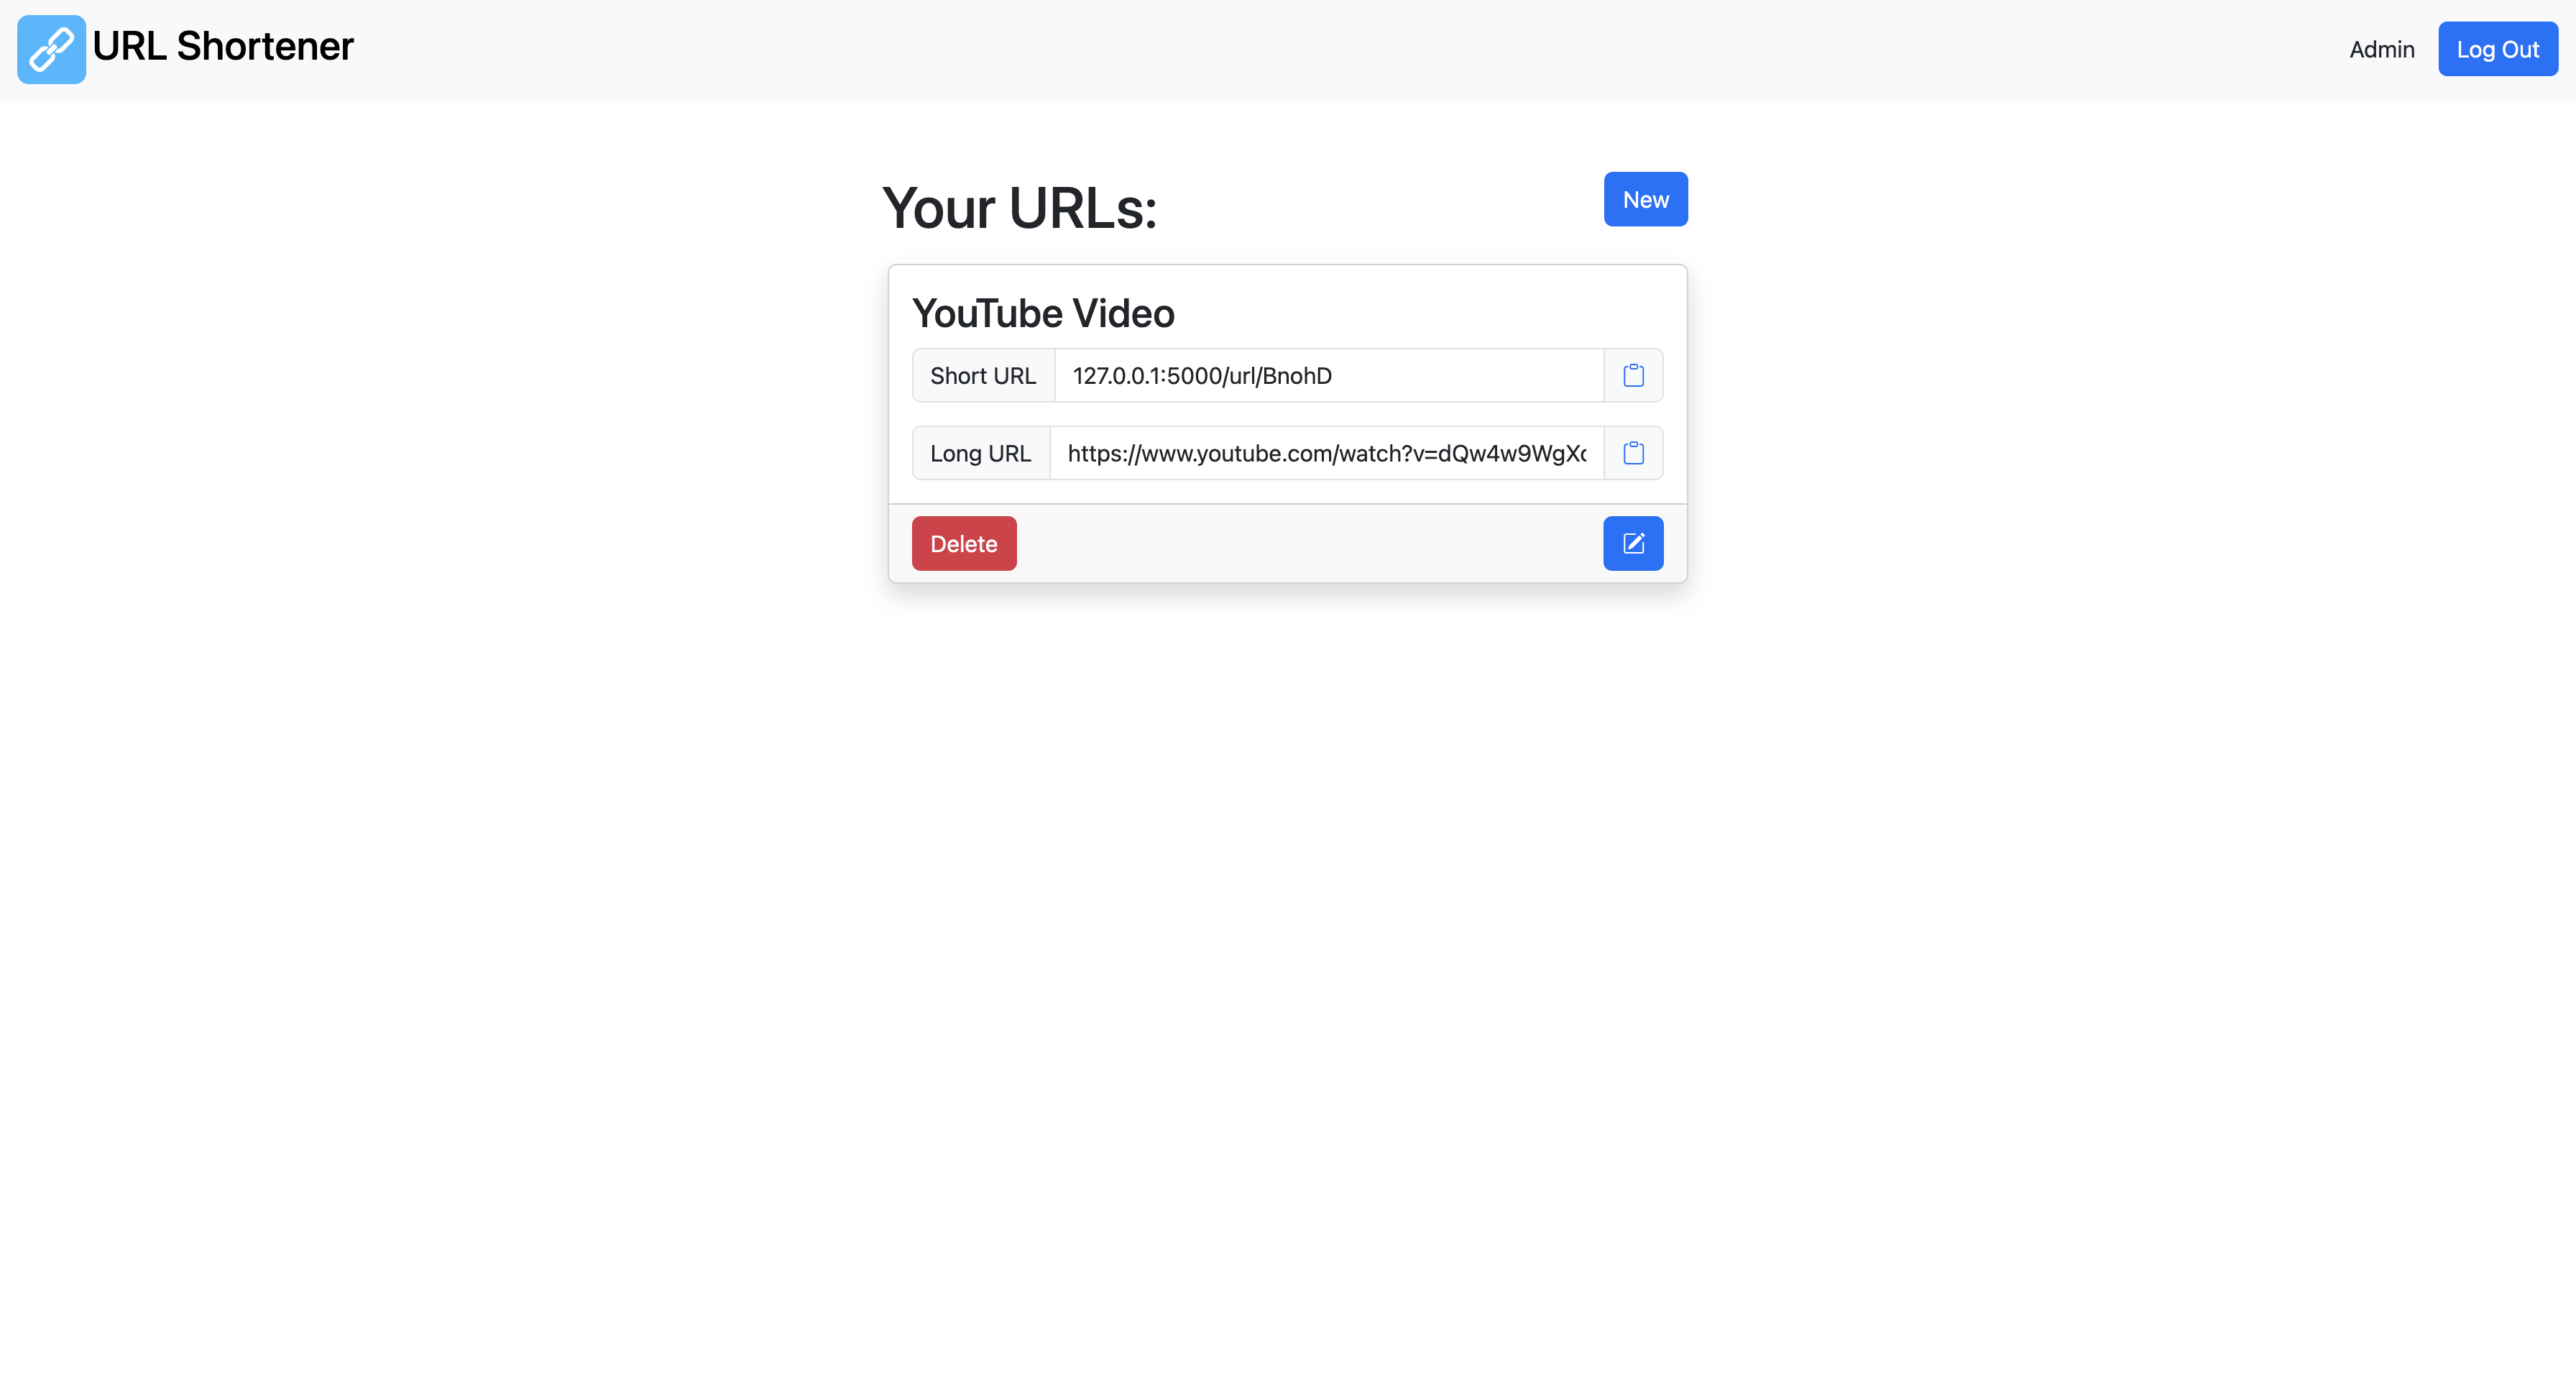 URL Shortener
Admin
Log Out
Your URLs:
New
YouTube Video
Short URL
127.0.0.1:5000/url/BnohD
Long URL
https://www.youtube.com/watch?v=dQw4w9WgX
Delete